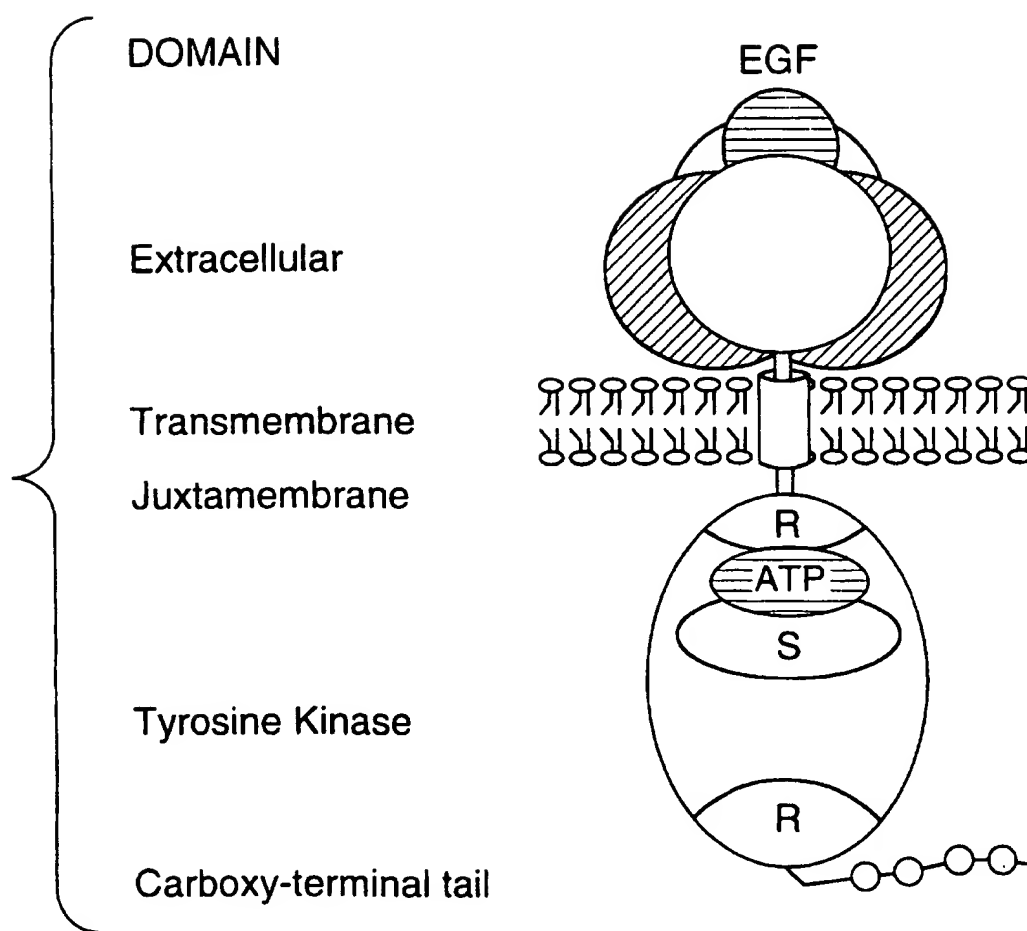 DOMAIN
EGF
Extracellular
Transmembrane
Juxtamembrane
R
ATP
S
Tyrosine Kinase
R
Carboxy-terminal tail